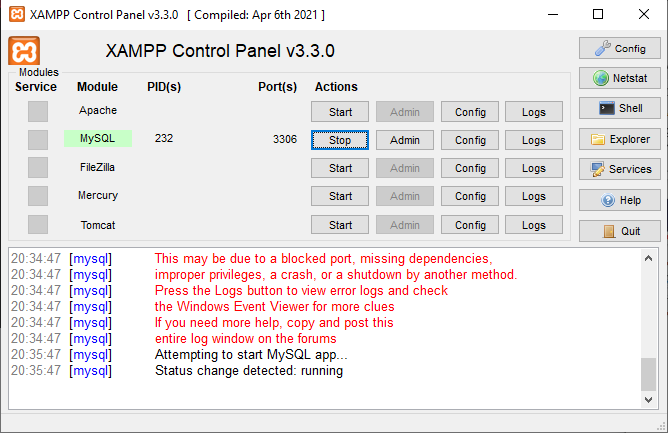 XAMPP Control Panel v3.3.0 [ Compiled: Apr 6th 2021 ]
XAMPP Control Panel v3.3.0
Config
Modules
Service Module PID(s) Port(s) Actions
Netstat
Apache Start Admin Config Logs
Shell
MySQL 232 3306 Stop Admin Config Logs
Explorer
FileZilla Start Admin Config Logs
Services
Mercury Start Admin Config Logs
Help
Tomcat Start Admin Config Logs
Quit
20:34:47 [mysql] This may be due to a blocked port, missing dependencies,
20:34:47 [mysql] improper privileges, a crash, or a shutdown by another method.
20:34:47 [mysql] Press the Logs button to view error logs and check
20:34:47 [mysql] the Windows Event Viewer for more clues
20:34:47 [mysql] If you need more help, copy and post this
20:34:47 [mysql] entire log window on the forums
20:35:47 [mysql] Attempting to start MySQL app...
20:35:47 [mysql] Status change detected: running